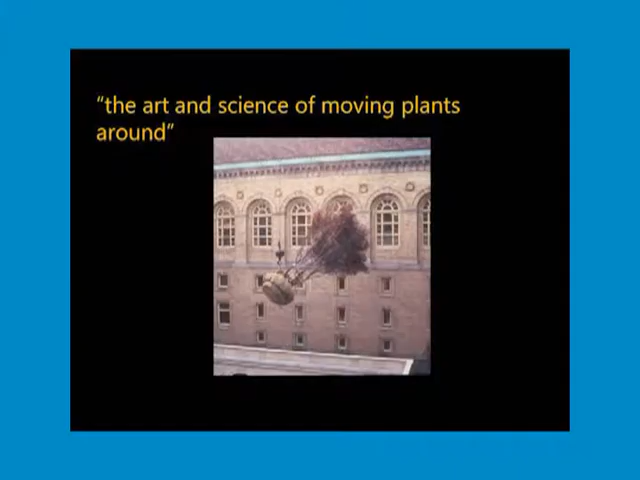 “the art and science of moving plants
around”